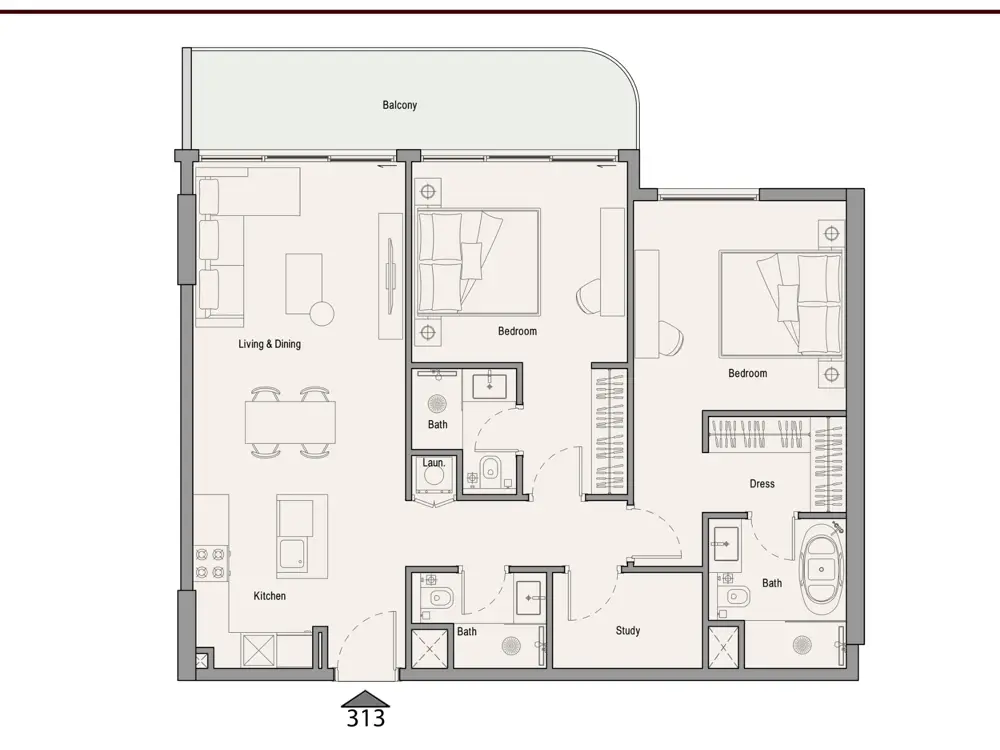 Balcony
Bedroom
Living & Dining
Bedroom
Bath
Laun.
Dress
Bath
Kitchen
Bath
Study
313